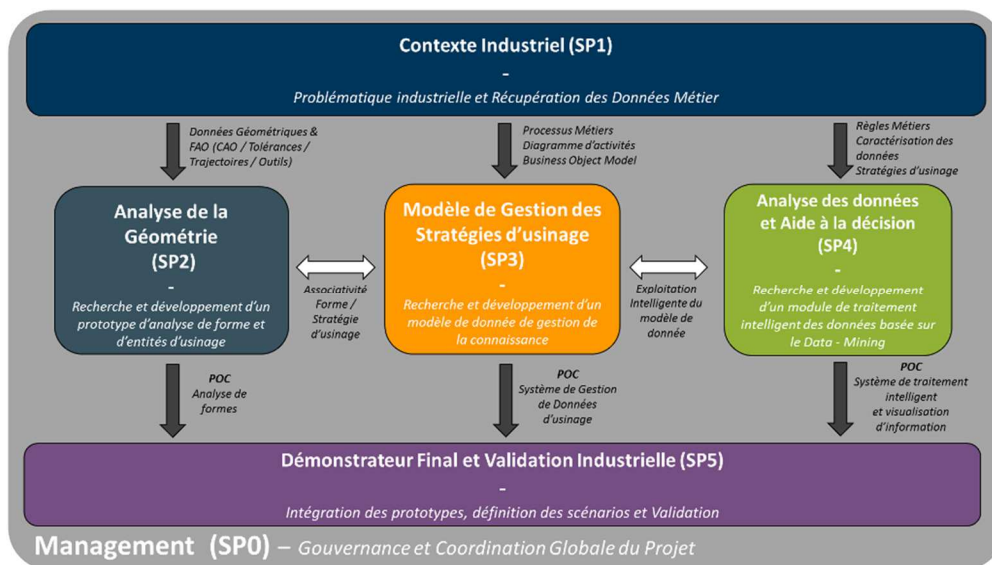 Contexte Industriel (SP1)
-
Problématique industrielle et Récupération des Données Métier
Données Géométriques &
FAO (CAO / Tolérances /
Trajectoires / Outils)
Processus Métiers
Diagramme d'activités
Business Object Model
Règles Métiers
Caractérisation des
données
Stratégies d'usinage
Analyse de la
Géométrie
(SP2)
-
Recherche et développement d'un
prototype d'analyse de forme et
d'entités d'usinage
Associativité
Forme /
Stratégie
d'usinage
Modèle de Gestion des
Stratégies d'usinage
(SP3)
-
Recherche et développement d'un
modèle de donnée de gestion de
la connaissance
Exploitation
Intelligente du
modèle de
donnée
Analyse des données
et Aide à la décision
(SP4)
-
Recherche et développement
d'un module de traitement
intelligent des données basée sur
le Data - Mining
POC
Analyse de
formes
POC
Système de Gestion
de Données
d'usinage
POC
Système de traitement
intelligent
et visualisation
d'information
Démonstrateur Final et Validation Industrielle (SP5)
-
Intégration des prototypes, définition des scénarios et Validation
Management (SP0) – Gouvernance et Coordination Globale du Projet